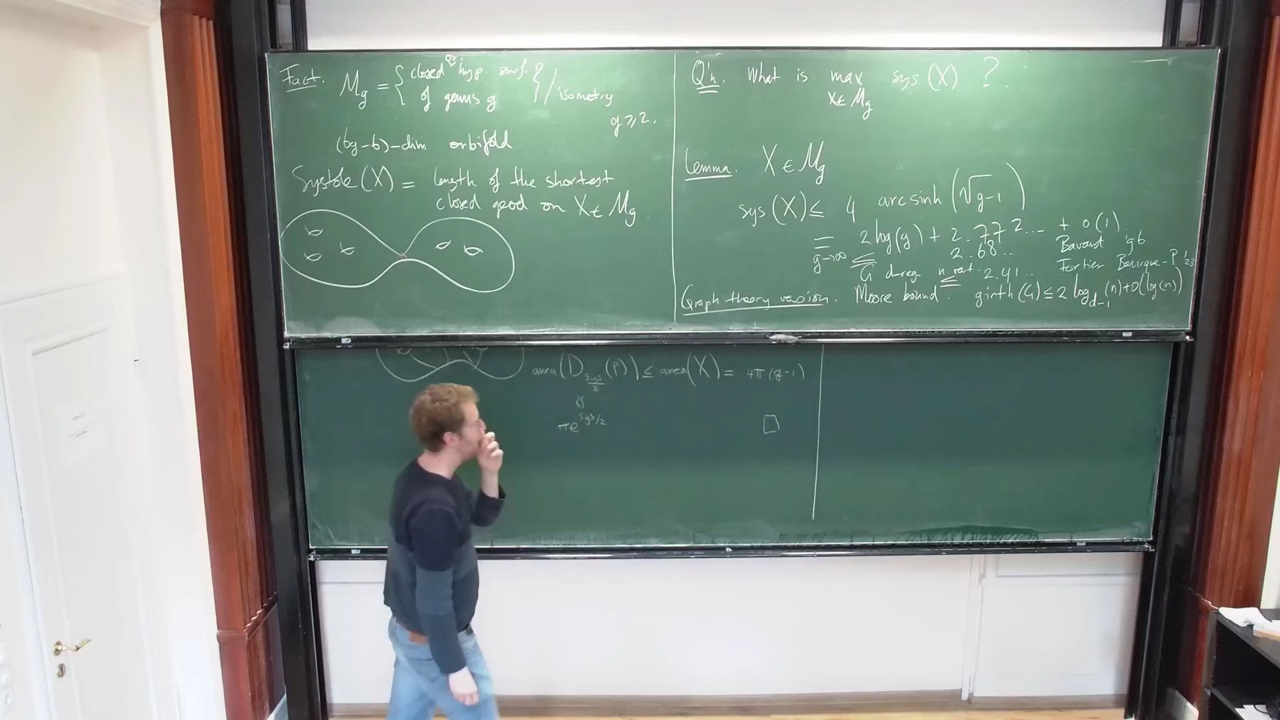 Fact. M_g = { closed or. hyp. surf. of genus g } / isometry
g ≥ 2.
(6g-6)-dim orbifold
Systole(X) = length of the shortest
closed geod on X ∈ M_g
Q'n. What is max sys(X) ?
X ∈ M_g
Lemma. X ∈ M_g
sys(X) ≤ 4 arcsinh(√g-1)
= 2 log(g) + 2.772... + o(1)
g→∞
≤ 2.68... Bavard '96
2.41... Fortier Bourque-P '23
G d-reg n vert
Graph theory version. Moore bound. girth(G) ≤ 2 log_{d-1}(n) + o(log(n))
area(D_{sys/2}(p)) ≤ area(X) = 4π(g-1)
πe^{sys/2} □